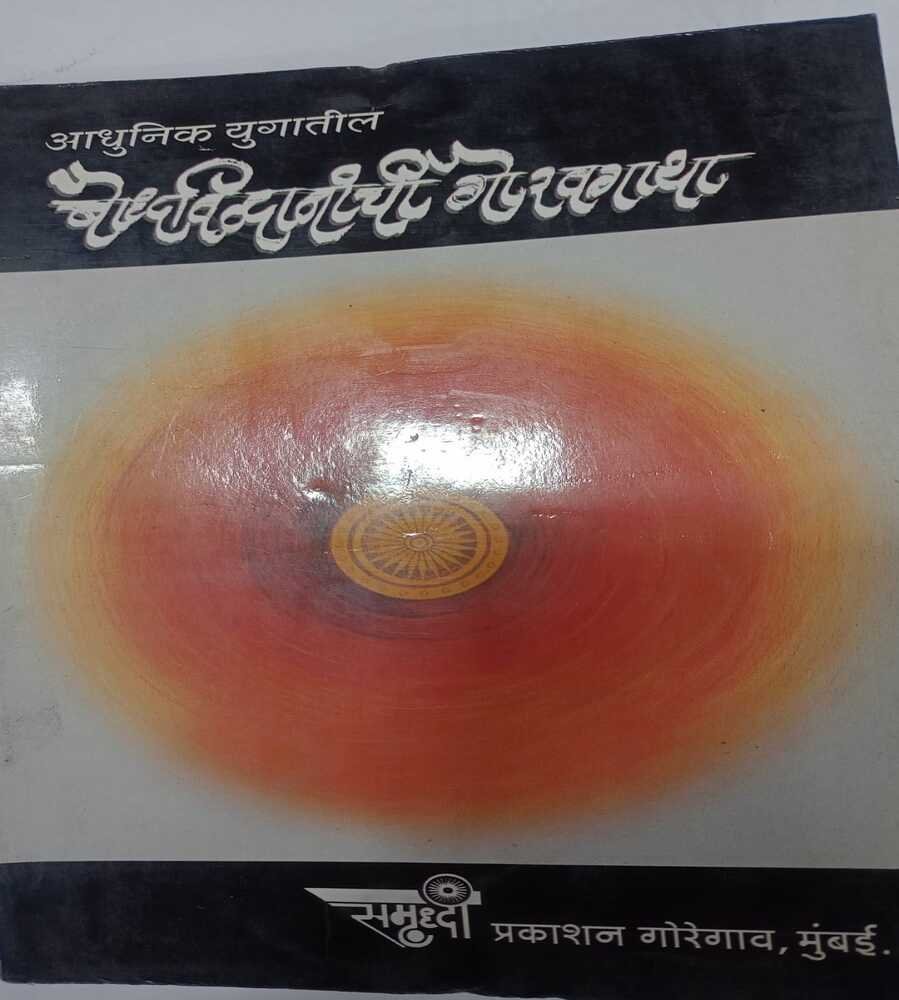 आधुनिक युगातील
बौध्दविद्वानांची गौरवगाथा
समृध्दी प्रकाशन गोरेगाव, मुंबई.